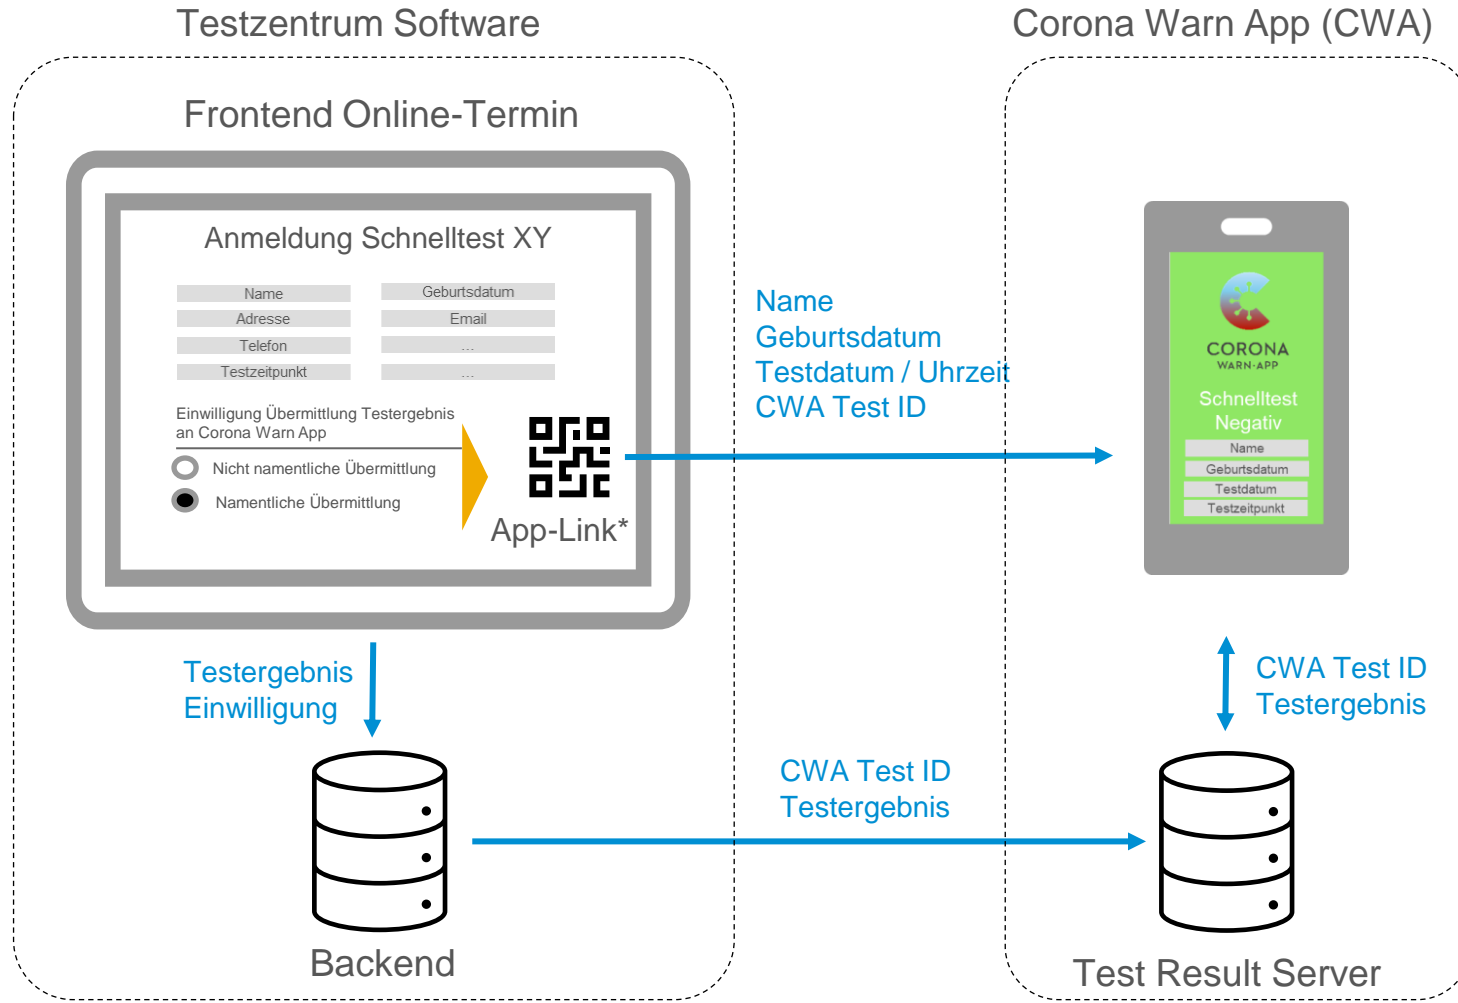 Testzentrum Software
Corona Warn App (CWA)
Frontend Online-Termin
Anmeldung Schnelltest XY
Name
Geburtsdatum
Adresse
Email
Telefon
...
Testzeitpunkt
...
Einwilligung Übermittlung Testergebnis
an Corona Warn App
Nicht namentliche Übermittlung
Namentliche Übermittlung
App-Link*
Name
Geburtsdatum
Testdatum / Uhrzeit
CWA Test ID
CORONA
WARN-APP
Schnelltest
Negativ
Name
Geburtsdatum
Testdatum
Testzeitpunkt
Testergebnis
Einwilligung
CWA Test ID
Testergebnis
CWA Test ID
Testergebnis
Backend
Test Result Server